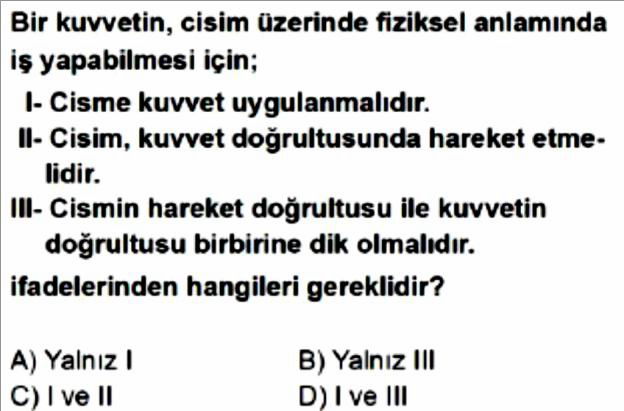 Bir kuvvetin, cisim üzerinde fiziksel anlamında
iş yapabilmesi için;
I- Cisme kuvvet uygulanmalıdır.
II- Cisim, kuvvet doğrultusunda hareket etme-
lidir.
III- Cismin hareket doğrultusu ile kuvvetin
doğrultusu birbirine dik olmalıdır.
ifadelerinden hangileri gereklidir?
A) Yalnız I B) Yalnız III
C) I ve II D) I ve III